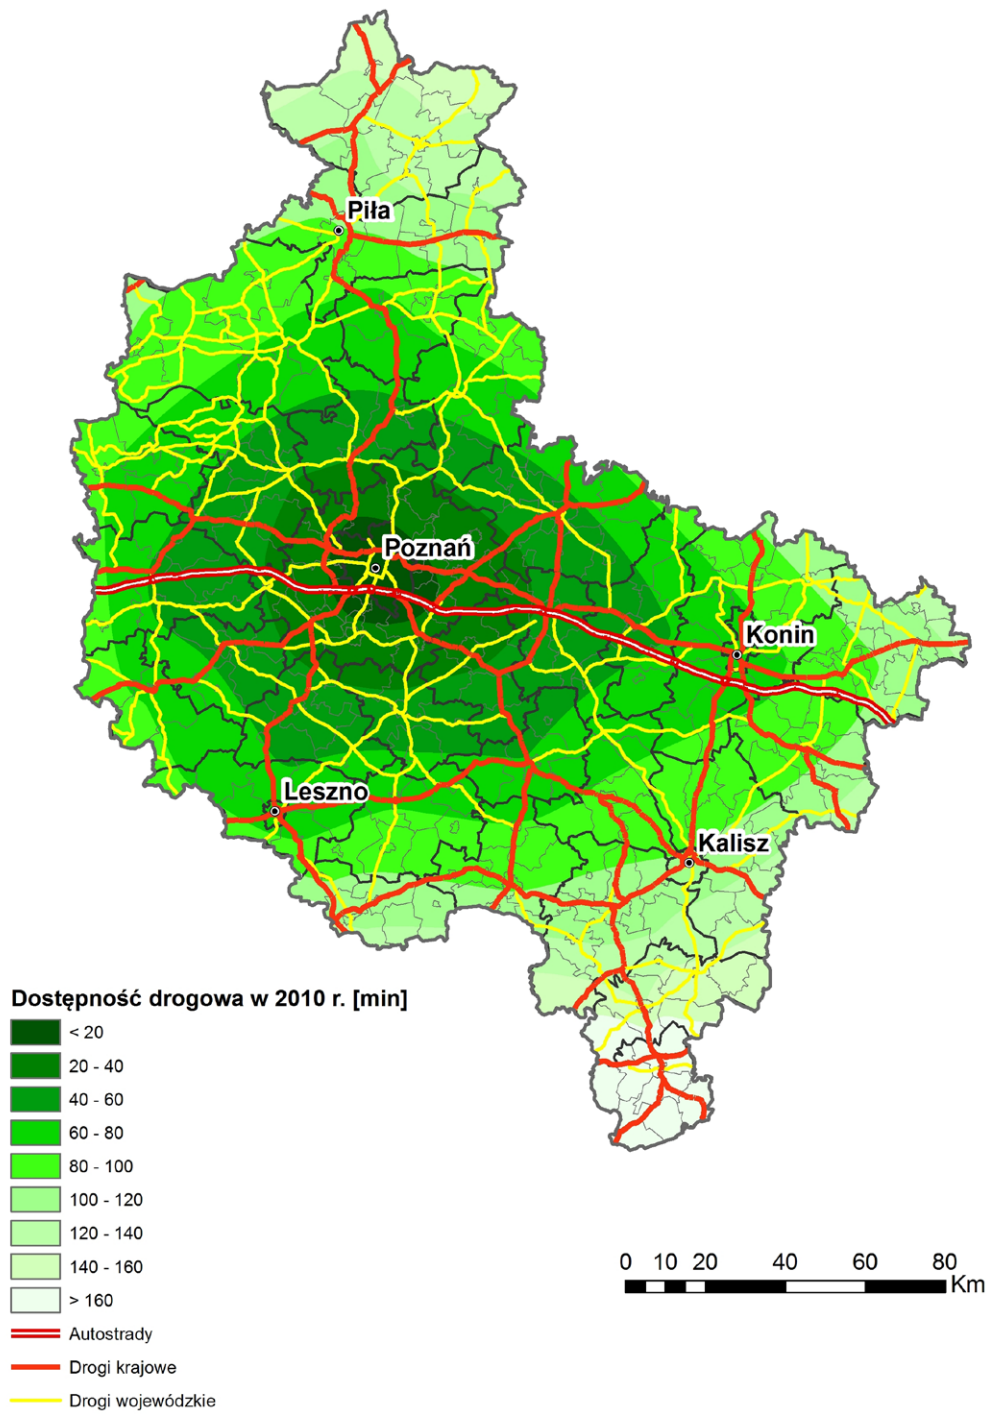 Piła
Poznań
Konin
Leszno
Kalisz
Dostępność drogowa w 2010 r. [min]
< 20
20 - 40
40 - 60
60 - 80
80 - 100
100 - 120
120 - 140
140 - 160
> 160
Autostrady
Drogi krajowe
Drogi wojewódzkie
0 10 20 40 60 80
Km